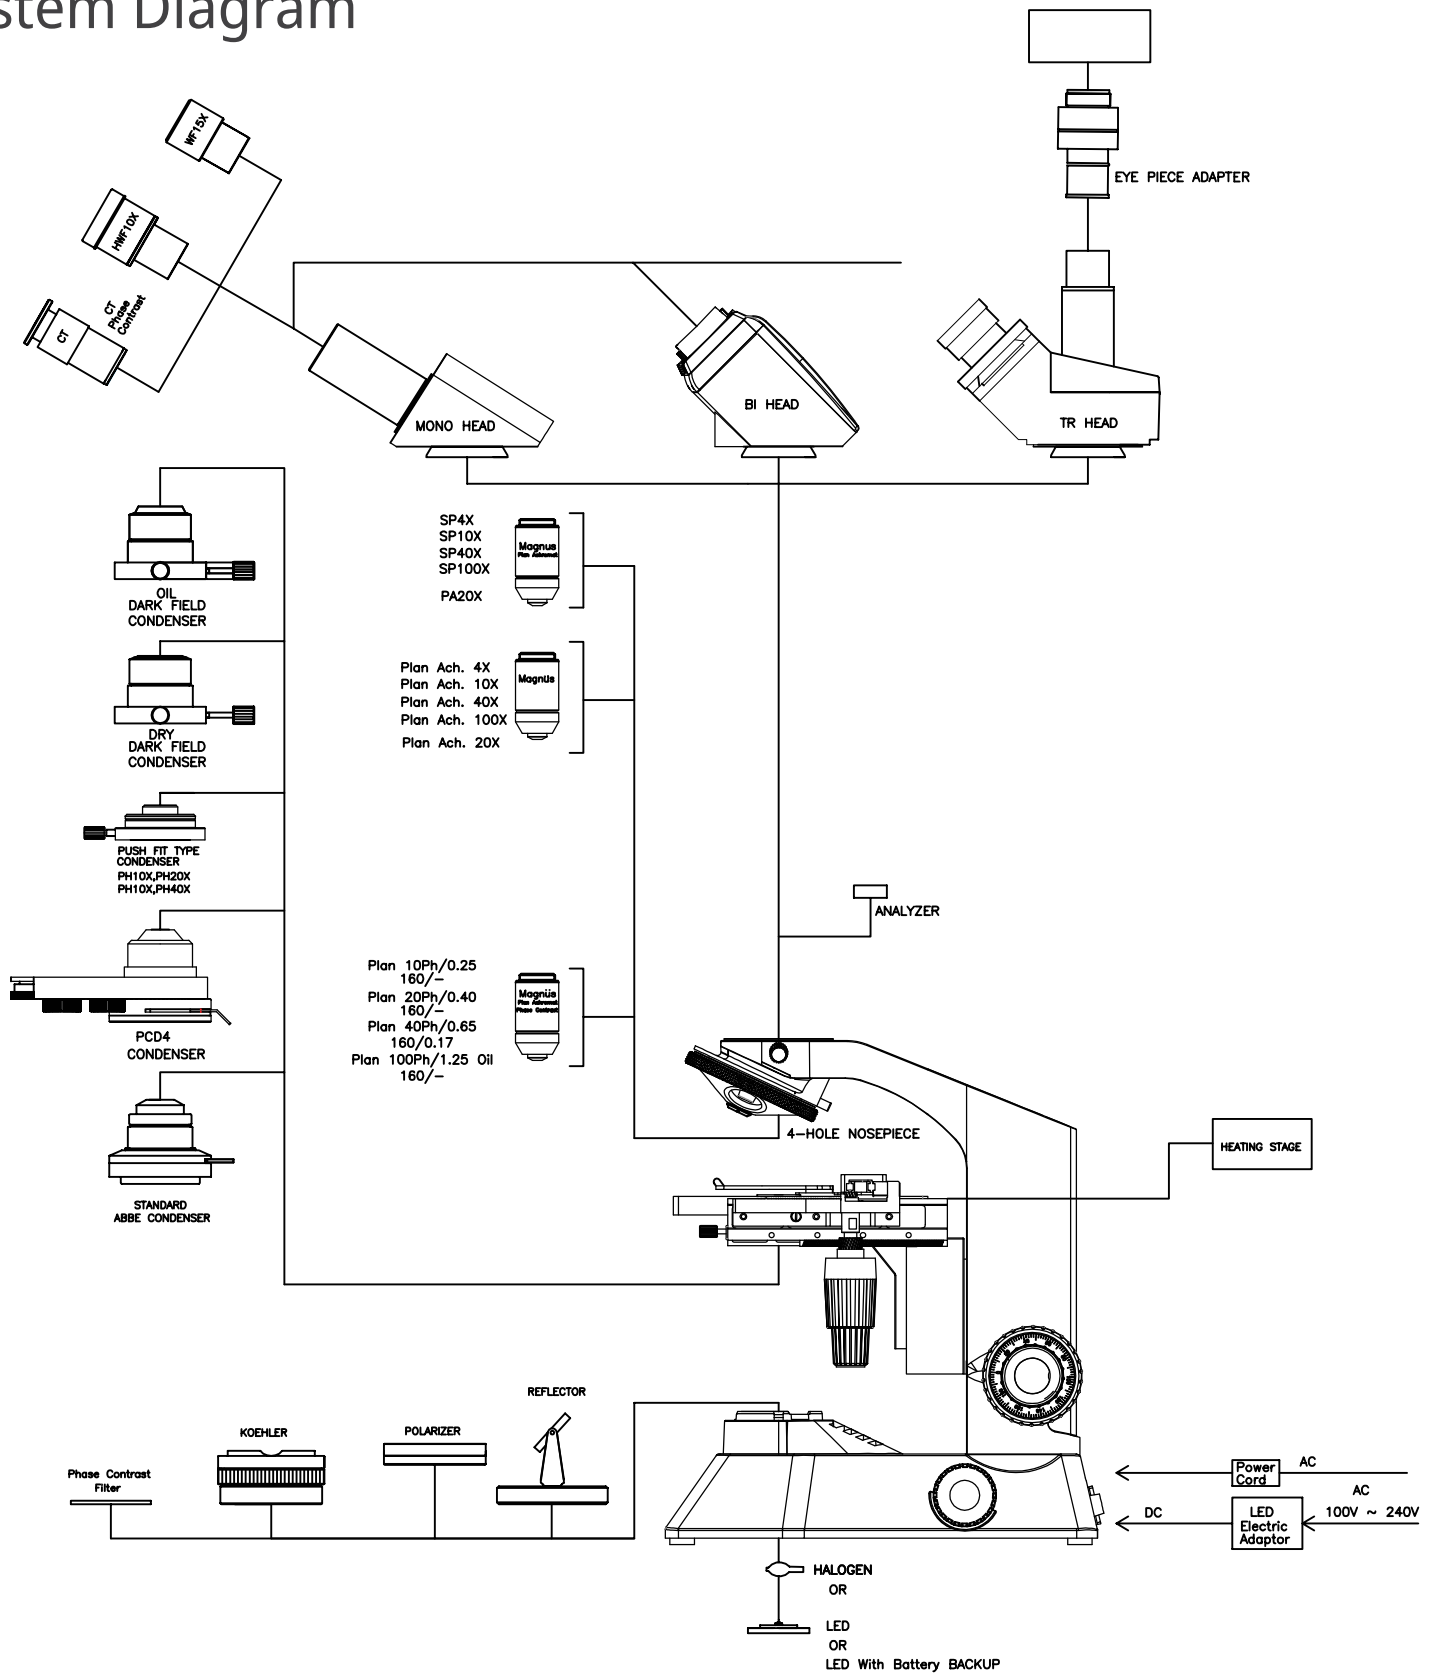 stem Diagram
WF15X
HWF10X
CT
CT
Phase
Contrast
EYE PIECE ADAPTER
MONO HEAD
BI HEAD
TR HEAD
OIL
DARK FIELD
CONDENSER
DRY
DARK FIELD
CONDENSER
PUSH FIT TYPE
CONDENSER
PH10X,PH20X
PH10X,PH40X
PCD4
CONDENSER
STANDARD
ABBE CONDENSER
SP4X
SP10X
SP40X
SP100X
PA20X
Magnus
Plan Achromat
Plan Ach. 4X
Plan Ach. 10X
Plan Ach. 40X
Plan Ach. 100X
Plan Ach. 20X
Magnüs
Plan 10Ph/0.25
160/–
Plan 20Ph/0.40
160/–
Plan 40Ph/0.65
160/0.17
Plan 100Ph/1.25 Oil
160/–
Magnüs
Plan Achromat
Phase Contrast
ANALYZER
4–HOLE NOSEPIECE
HEATING STAGE
REFLECTOR
KOEHLER
POLARIZER
Phase Contrast
Filter
Power
Cord
AC
AC
DC
LED
Electric
Adaptor
100V ~ 240V
HALOGEN
OR
LED
OR
LED With Battery BACKUP